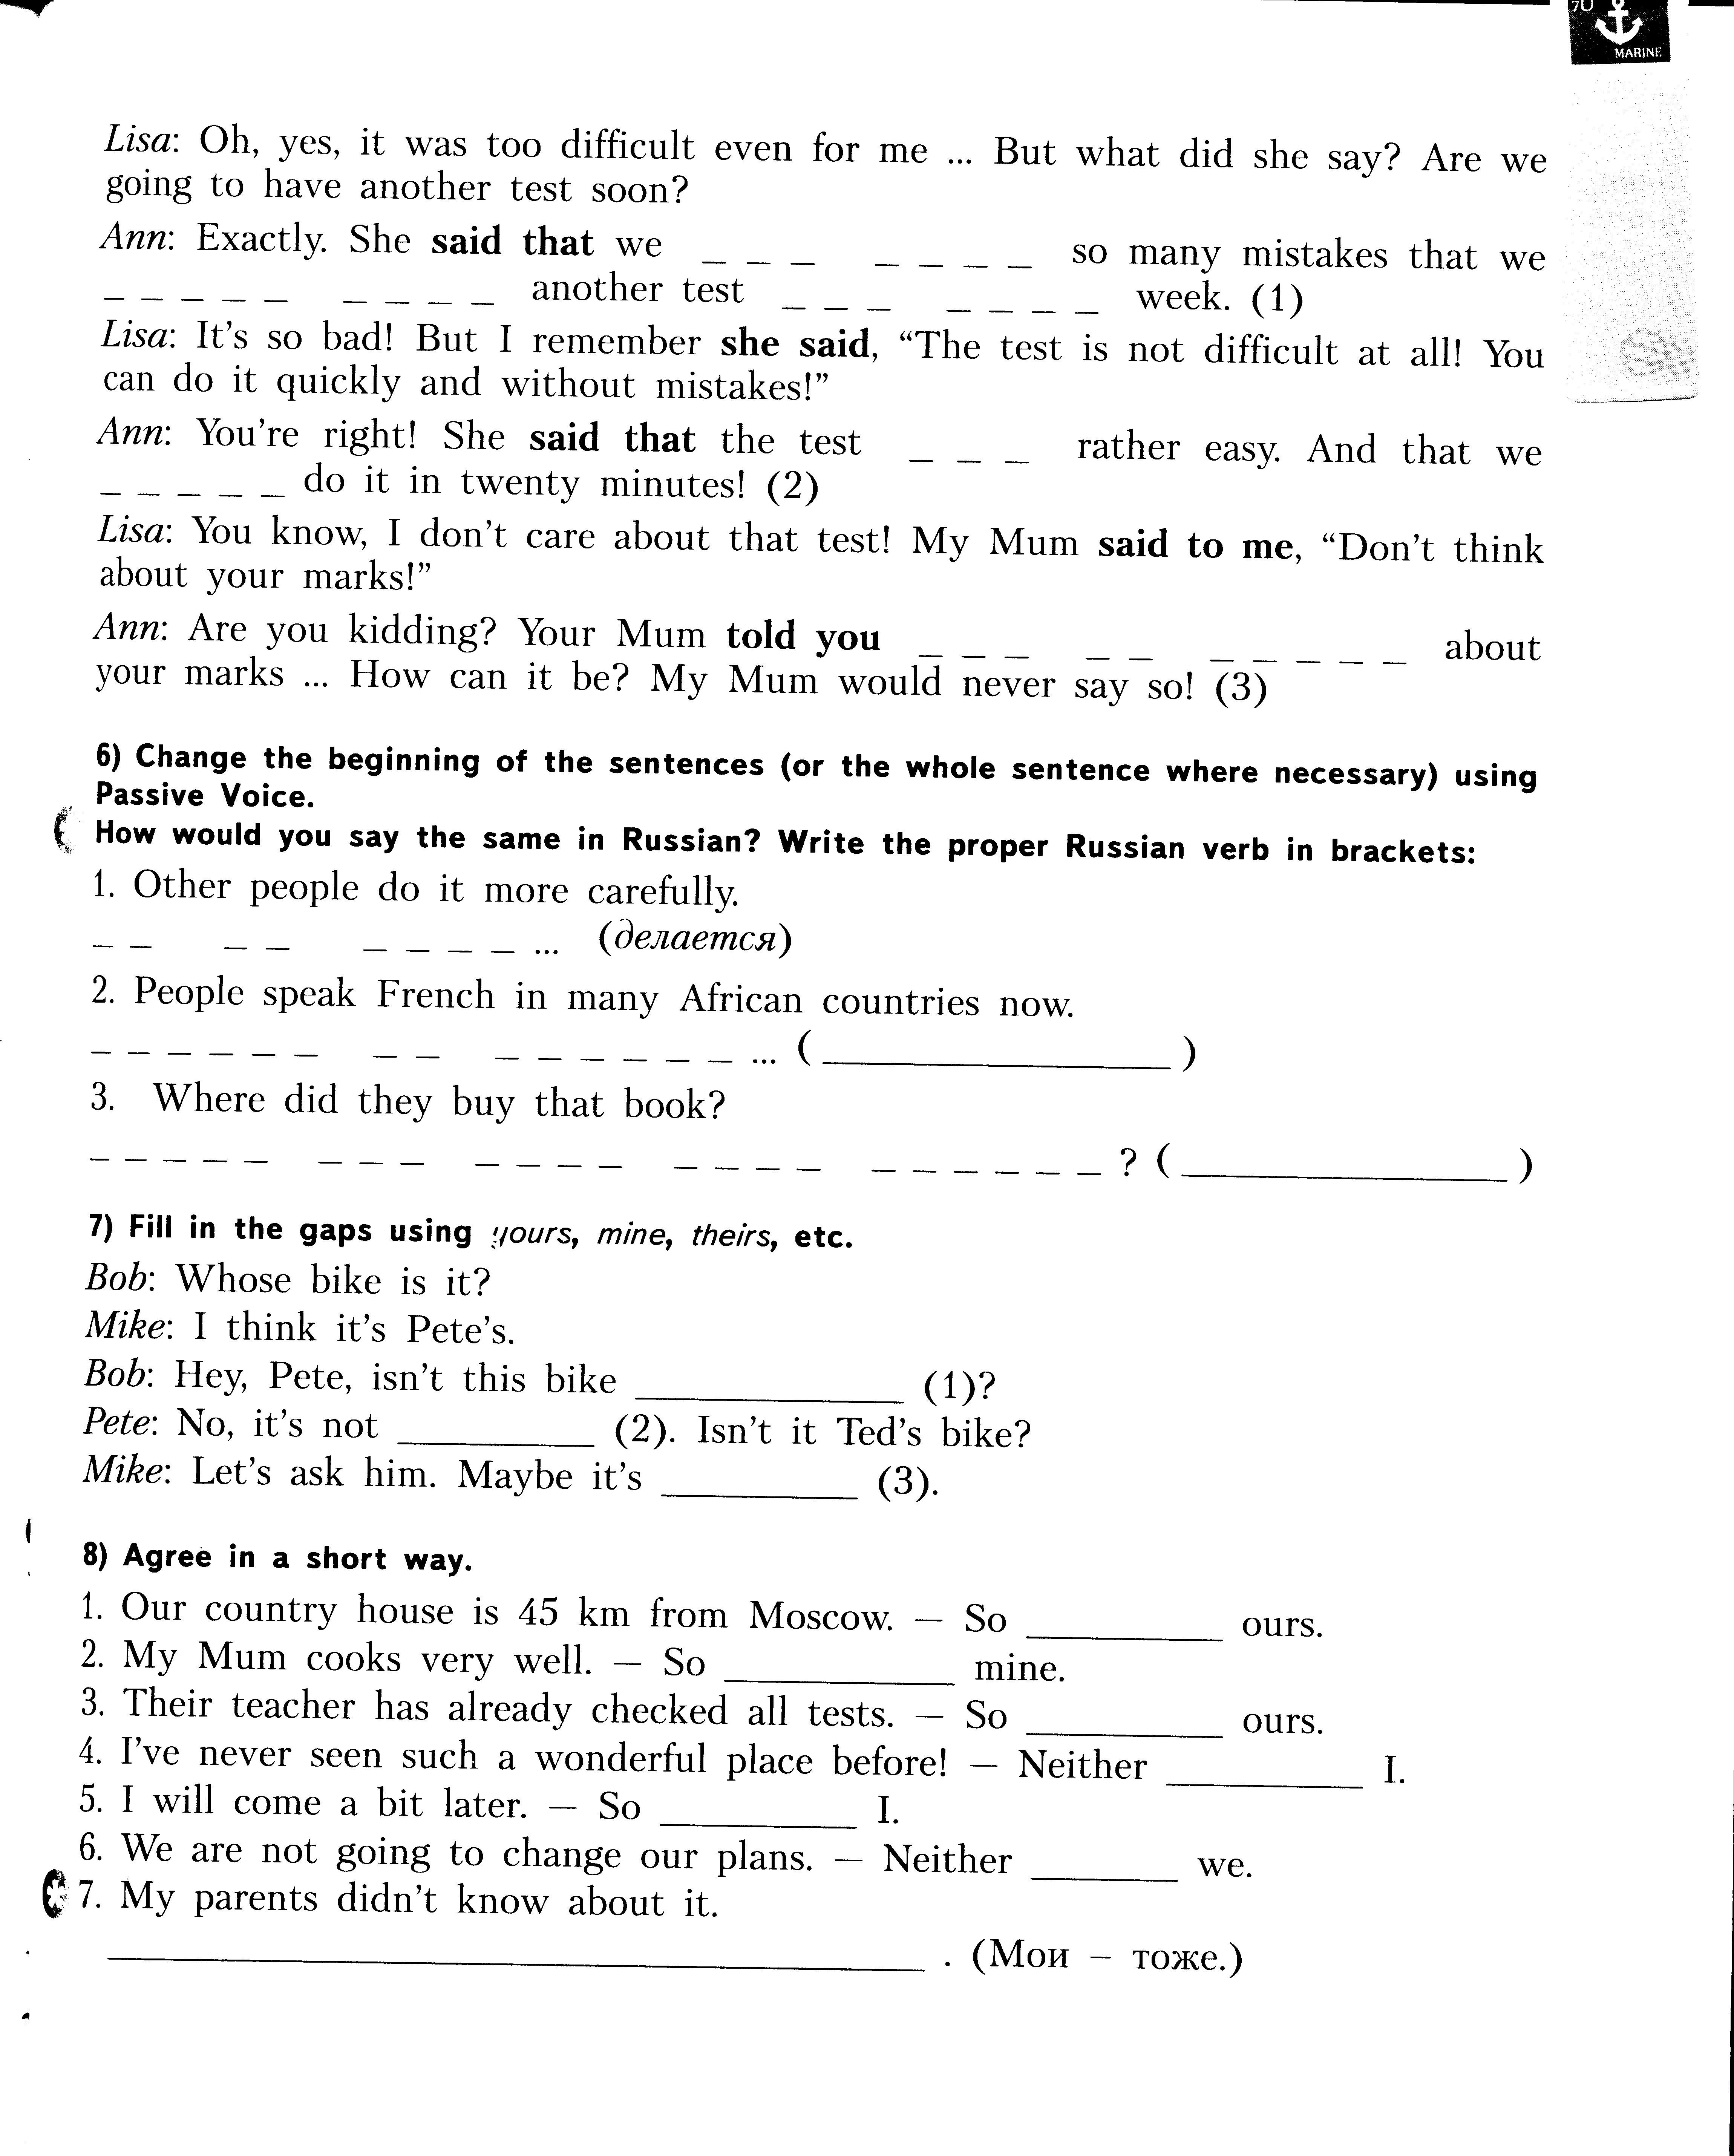 7U
MARINE
Lisa: Oh, yes, it was too difficult even for me ... But what did she say? Are we
going to have another test soon?
Ann: Exactly. She said that we _ _ _ _ _ _ _ so many mistakes that we
_ _ _ _ _ _ _ _ _ another test _ _ _ _ _ _ _ week. (1)
Lisa: It's so bad! But I remember she said, “The test is not difficult at all! You
can do it quickly and without mistakes!”
Ann: You're right! She said that the test _ _ _ rather easy. And that we
_ _ _ _ _ do it in twenty minutes! (2)
Lisa: You know, I don't care about that test! My Mum said to me, “Don't think
about your marks!”
Ann: Are you kidding? Your Mum told you _ _ _ _ _ _ _ _ _ _ about
your marks ... How can it be? My Mum would never say so! (3)
6) Change the beginning of the sentences (or the whole sentence where necessary) using
Passive Voice.
How would you say the same in Russian? Write the proper Russian verb in brackets:
1. Other people do it more carefully.
_ _ _ _ _ _ _ _ ... (делается)
2. People speak French in many African countries now.
_ _ _ _ _ _ _ _ _ _ _ _ _ _ ... ( ____________ )
3. Where did they buy that book?
_ _ _ _ _ _ _ _ _ _ _ _ _ _ _ _ _ _ _ _ _ _ ? ( ____________ )
7) Fill in the gaps using yours, mine, theirs, etc.
Bob: Whose bike is it?
Mike: I think it's Pete's.
Bob: Hey, Pete, isn't this bike ____________ (1)?
Pete: No, it's not ____________ (2). Isn't it Ted's bike?
Mike: Let's ask him. Maybe it's ____________ (3).
8) Agree in a short way.
1. Our country house is 45 km from Moscow. — So ____________ ours.
2. My Mum cooks very well. — So ____________ mine.
3. Their teacher has already checked all tests. — So ____________ ours.
4. I've never seen such a wonderful place before! — Neither ____________ I.
5. I will come a bit later. — So ____________ I.
6. We are not going to change our plans. — Neither ____________ we.
*7. My parents didn't know about it.
____________ . (Мои – тоже.)